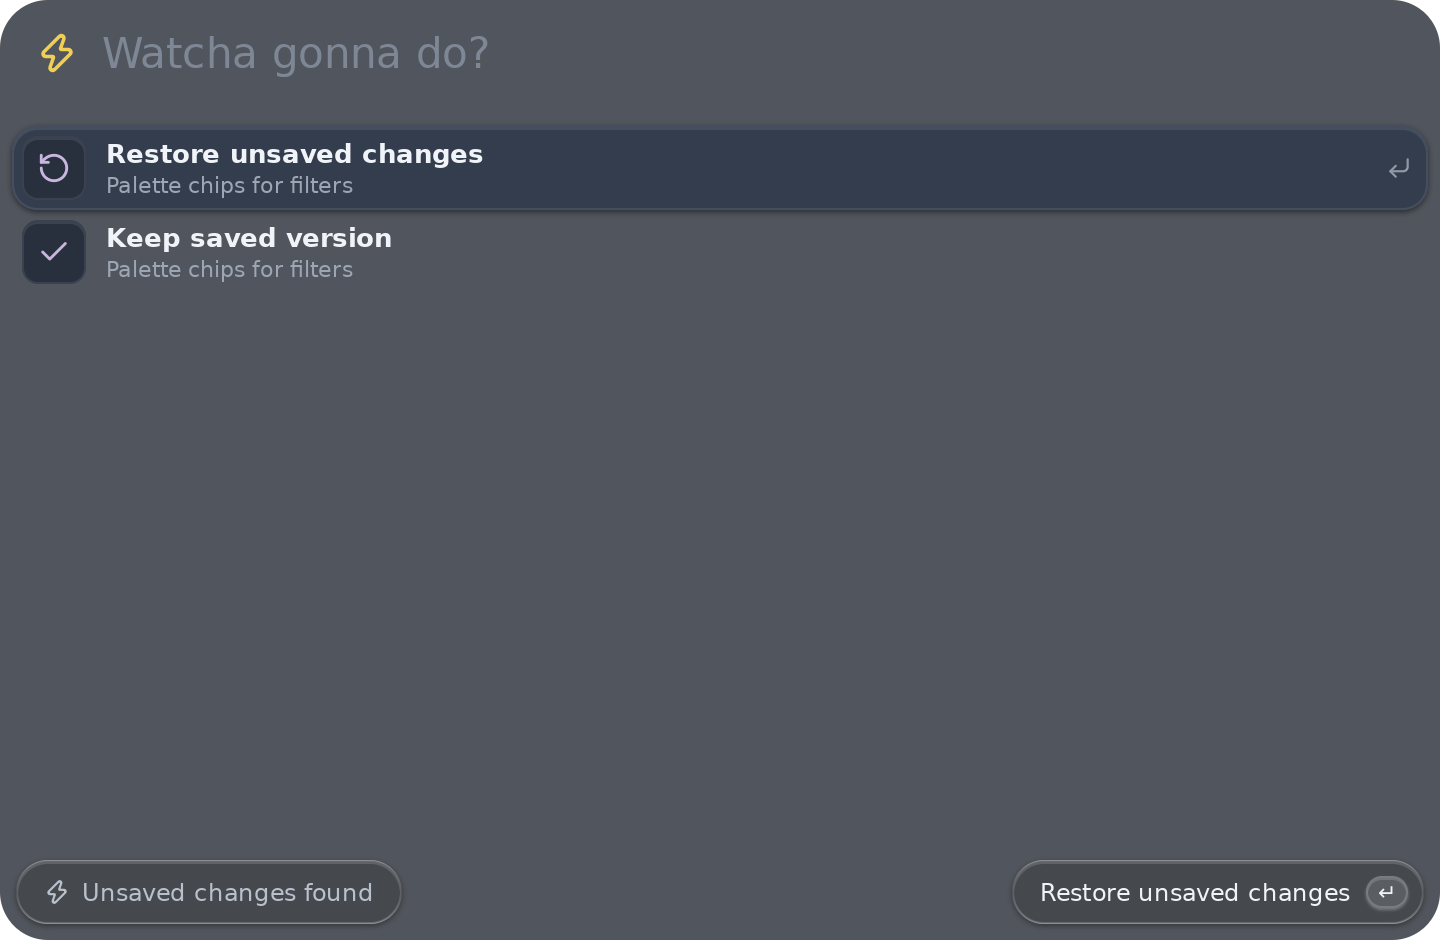 Watcha gonna do?
Restore unsaved changes
Palette chips for filters
Keep saved version
Palette chips for filters
Unsaved changes found
Restore unsaved changes